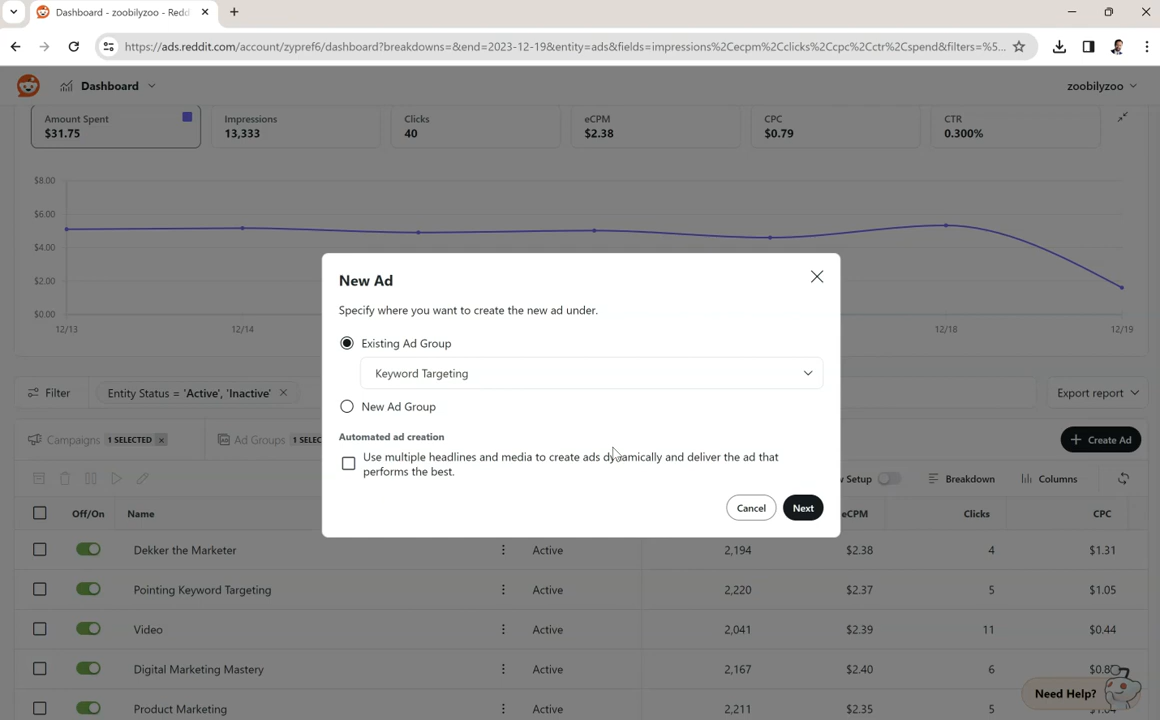 Dashboard - zoobilyzoo - Redd
https://ads.reddit.com/account/zypref6/dashboard?breakdowns=&end=2023-12-19&entity=ads&fields=impressions%2Cecpm%2Cclicks%2Ccpc%2Cctr%2Cspend&filters=%5...
Dashboard
zoobilyzoo
Amount Spent
$31.75
Impressions
13,333
Clicks
40
eCPM
$2.38
CPC
$0.79
CTR
0.300%
$8.00
$6.00
$4.00
$2.00
$0.00
12/13
12/14
12/18
12/19
New Ad
Specify where you want to create the new ad under.
Existing Ad Group
Keyword Targeting
New Ad Group
Automated ad creation
Use multiple headlines and media to create ads dynamically and deliver the ad that
performs the best.
Cancel
Next
Filter
Entity Status = 'Active', 'Inactive'
Export report
Campaigns 1 SELECTED
Ad Groups 1 SELEC
Create Ad
w Setup
Breakdown
Columns
Off/On Name eCPM Clicks CPC
Dekker the Marketer Active 2,194 $2.38 4 $1.31
Pointing Keyword Targeting Active 2,220 $2.37 5 $1.05
Video Active 2,041 $2.39 11 $0.44
Digital Marketing Mastery Active 2,167 $2.40 6
Product Marketing Active 2,211 $2.35 5
Need Help?